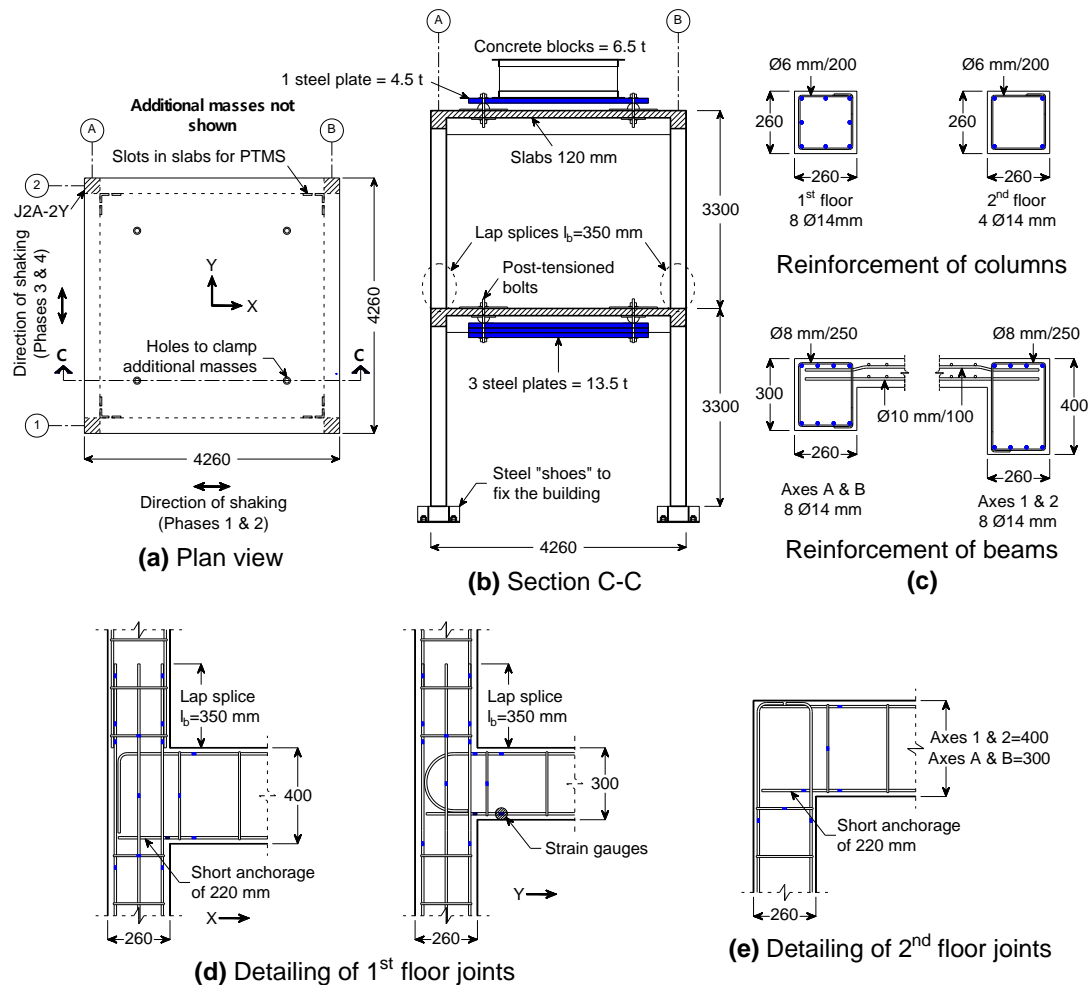 Additional masses not
shown
A
B
Slots in slabs for PTMS
2
J2A-2Y
Direction of shaking
(Phases 3 & 4)
Y
X
4260
C
C
Holes to clamp
additional masses
1
4260
Direction of shaking
(Phases 1 & 2)
(a) Plan view
A
B
Concrete blocks = 6.5 t
1 steel plate = 4.5 t
Slabs 120 mm
3300
Lap splices lb=350 mm
Post-tensioned
bolts
3 steel plates = 13.5 t
3300
Steel "shoes" to
fix the building
4260
(b) Section C-C
Ø6 mm/200
Ø6 mm/200
260
260
260
260
1st floor
8 Ø14mm
2nd floor
4 Ø14 mm
Reinforcement of columns
Ø8 mm/250
Ø8 mm/250
300
400
Ø10 mm/100
260
260
Axes A & B
8 Ø14 mm
Axes 1 & 2
8 Ø14 mm
Reinforcement of beams
(c)
Lap splice
lb=350 mm
400
Short anchorage
of 220 mm
X
260
Lap splice
lb=350 mm
300
Strain gauges
Y
260
(d) Detailing of 1st floor joints
Axes 1 & 2=400
Axes A & B=300
Short anchorage
of 220 mm
260
(e) Detailing of 2nd floor joints